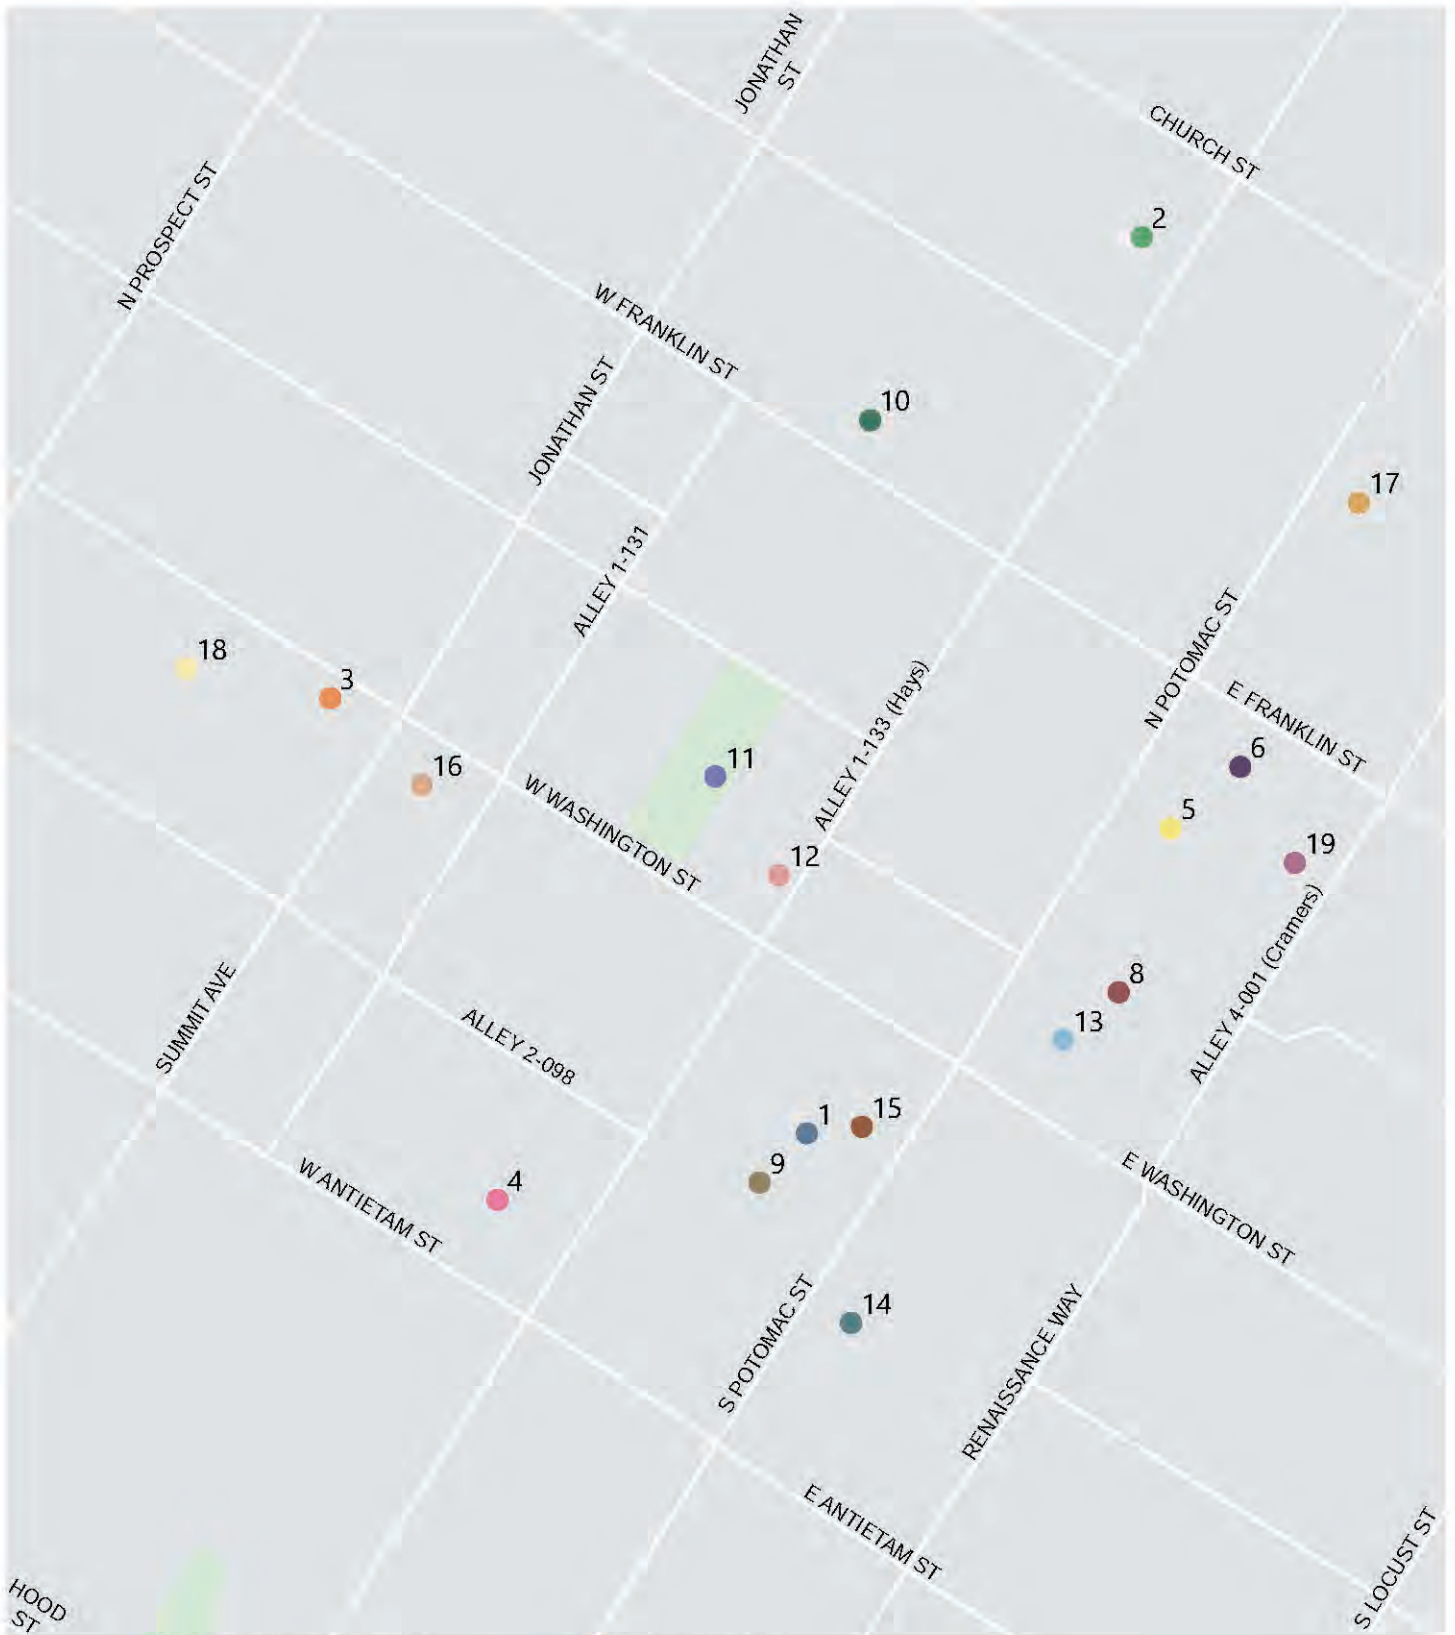 JONATHAN
ST
CHURCH ST
N PROSPECT ST
2
W FRANKLIN ST
JONATHAN ST
10
17
ALLEY 1-131
N POTOMAC ST
18
3
ALLEY 1-133 (Hays)
E FRANKLIN ST
16
11
6
W WASHINGTON ST
5
12
19
SUMMIT AVE
ALLEY 4-001 (Cramers)
8
ALLEY 2-098
13
1
15
W ANTIETAM ST
4
9
E WASHINGTON ST
S POTOMAC ST
14
RENAISSANCE WAY
E ANTIETAM ST
S LOCUST ST
HOOD
ST